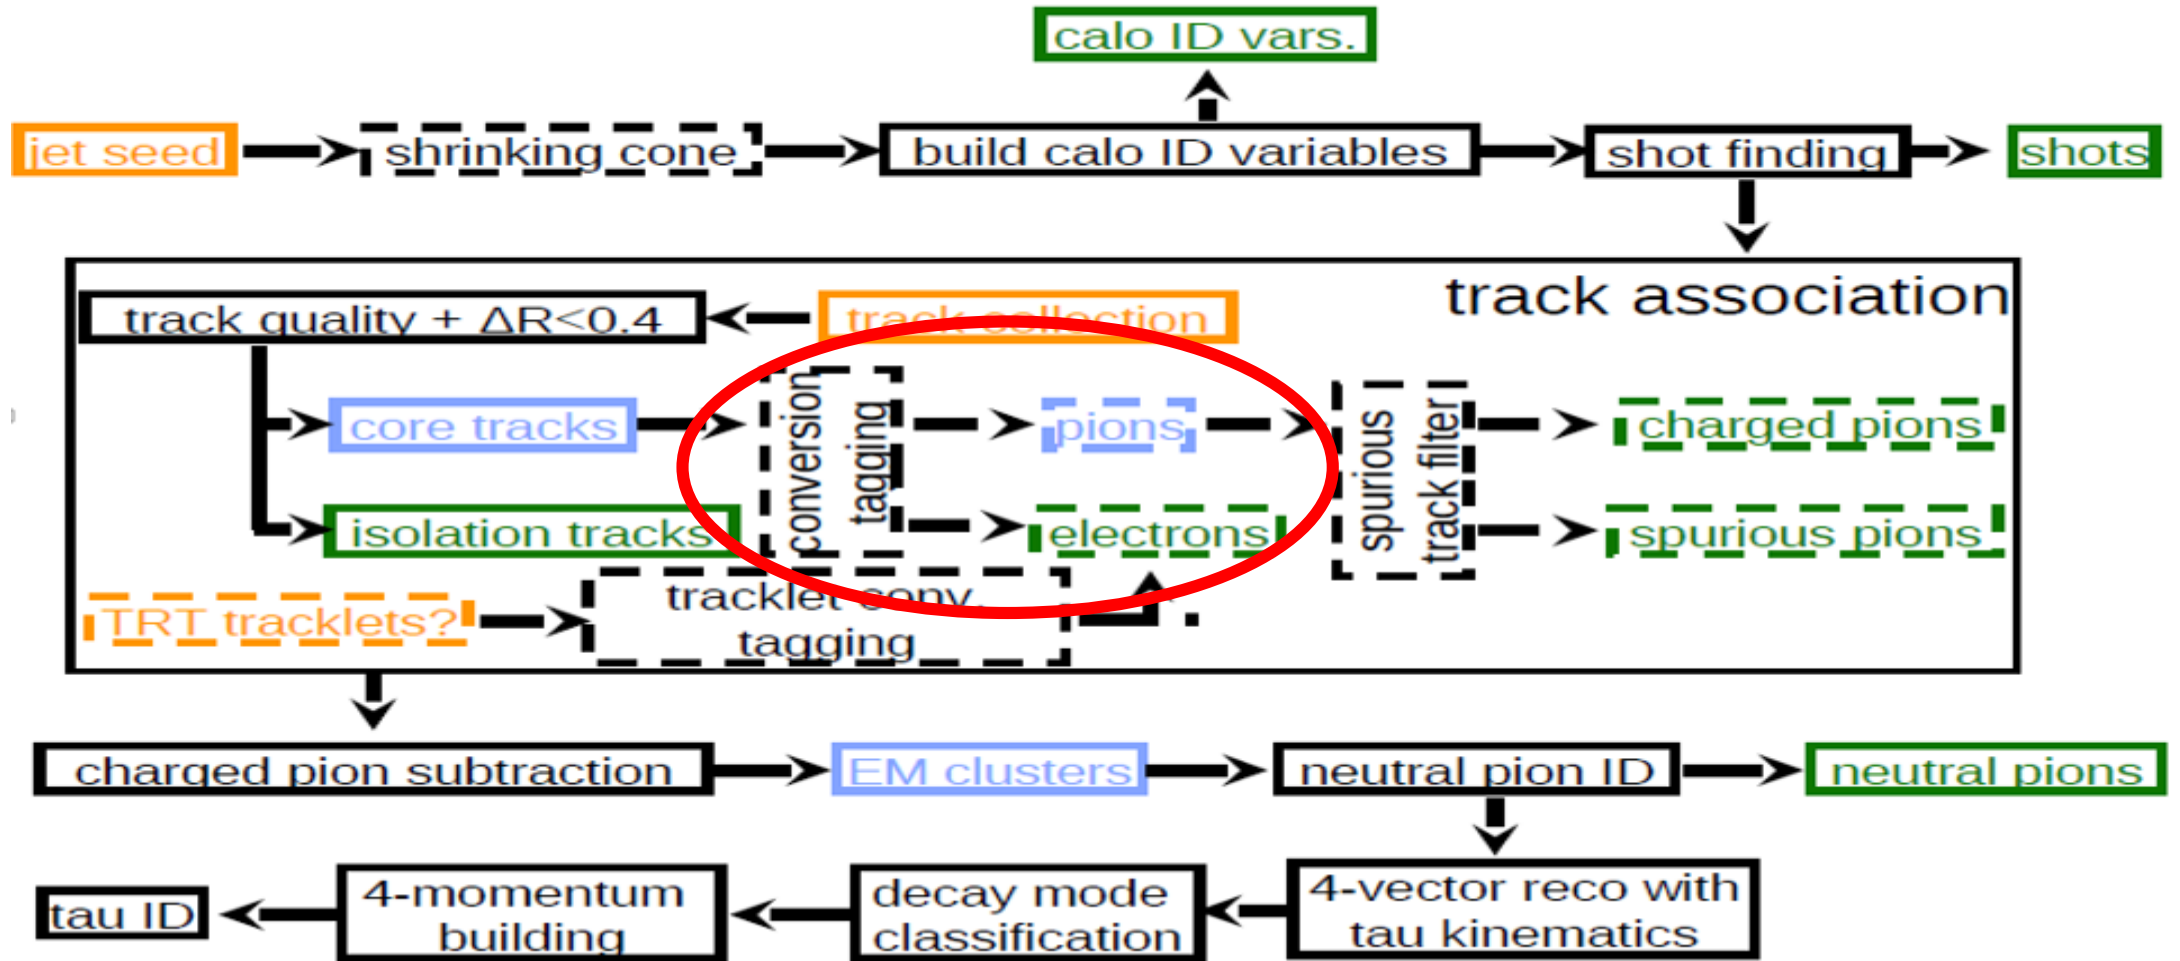 calo ID vars.
jet seed
shrinking cone
build calo ID variables
shot finding
shots
track association
track quality + ΔR<0.4
track collection
core tracks
conversion
tagging
pions
spurious
track filter
charged pions
isolation tracks
electrons
spurious pions
TRT tracklets?
tracklet conv.
tagging
charged pion subtraction
EM clusters
neutral pion ID
neutral pions
tau ID
4-momentum
building
decay mode
classification
4-vector reco with
tau kinematics